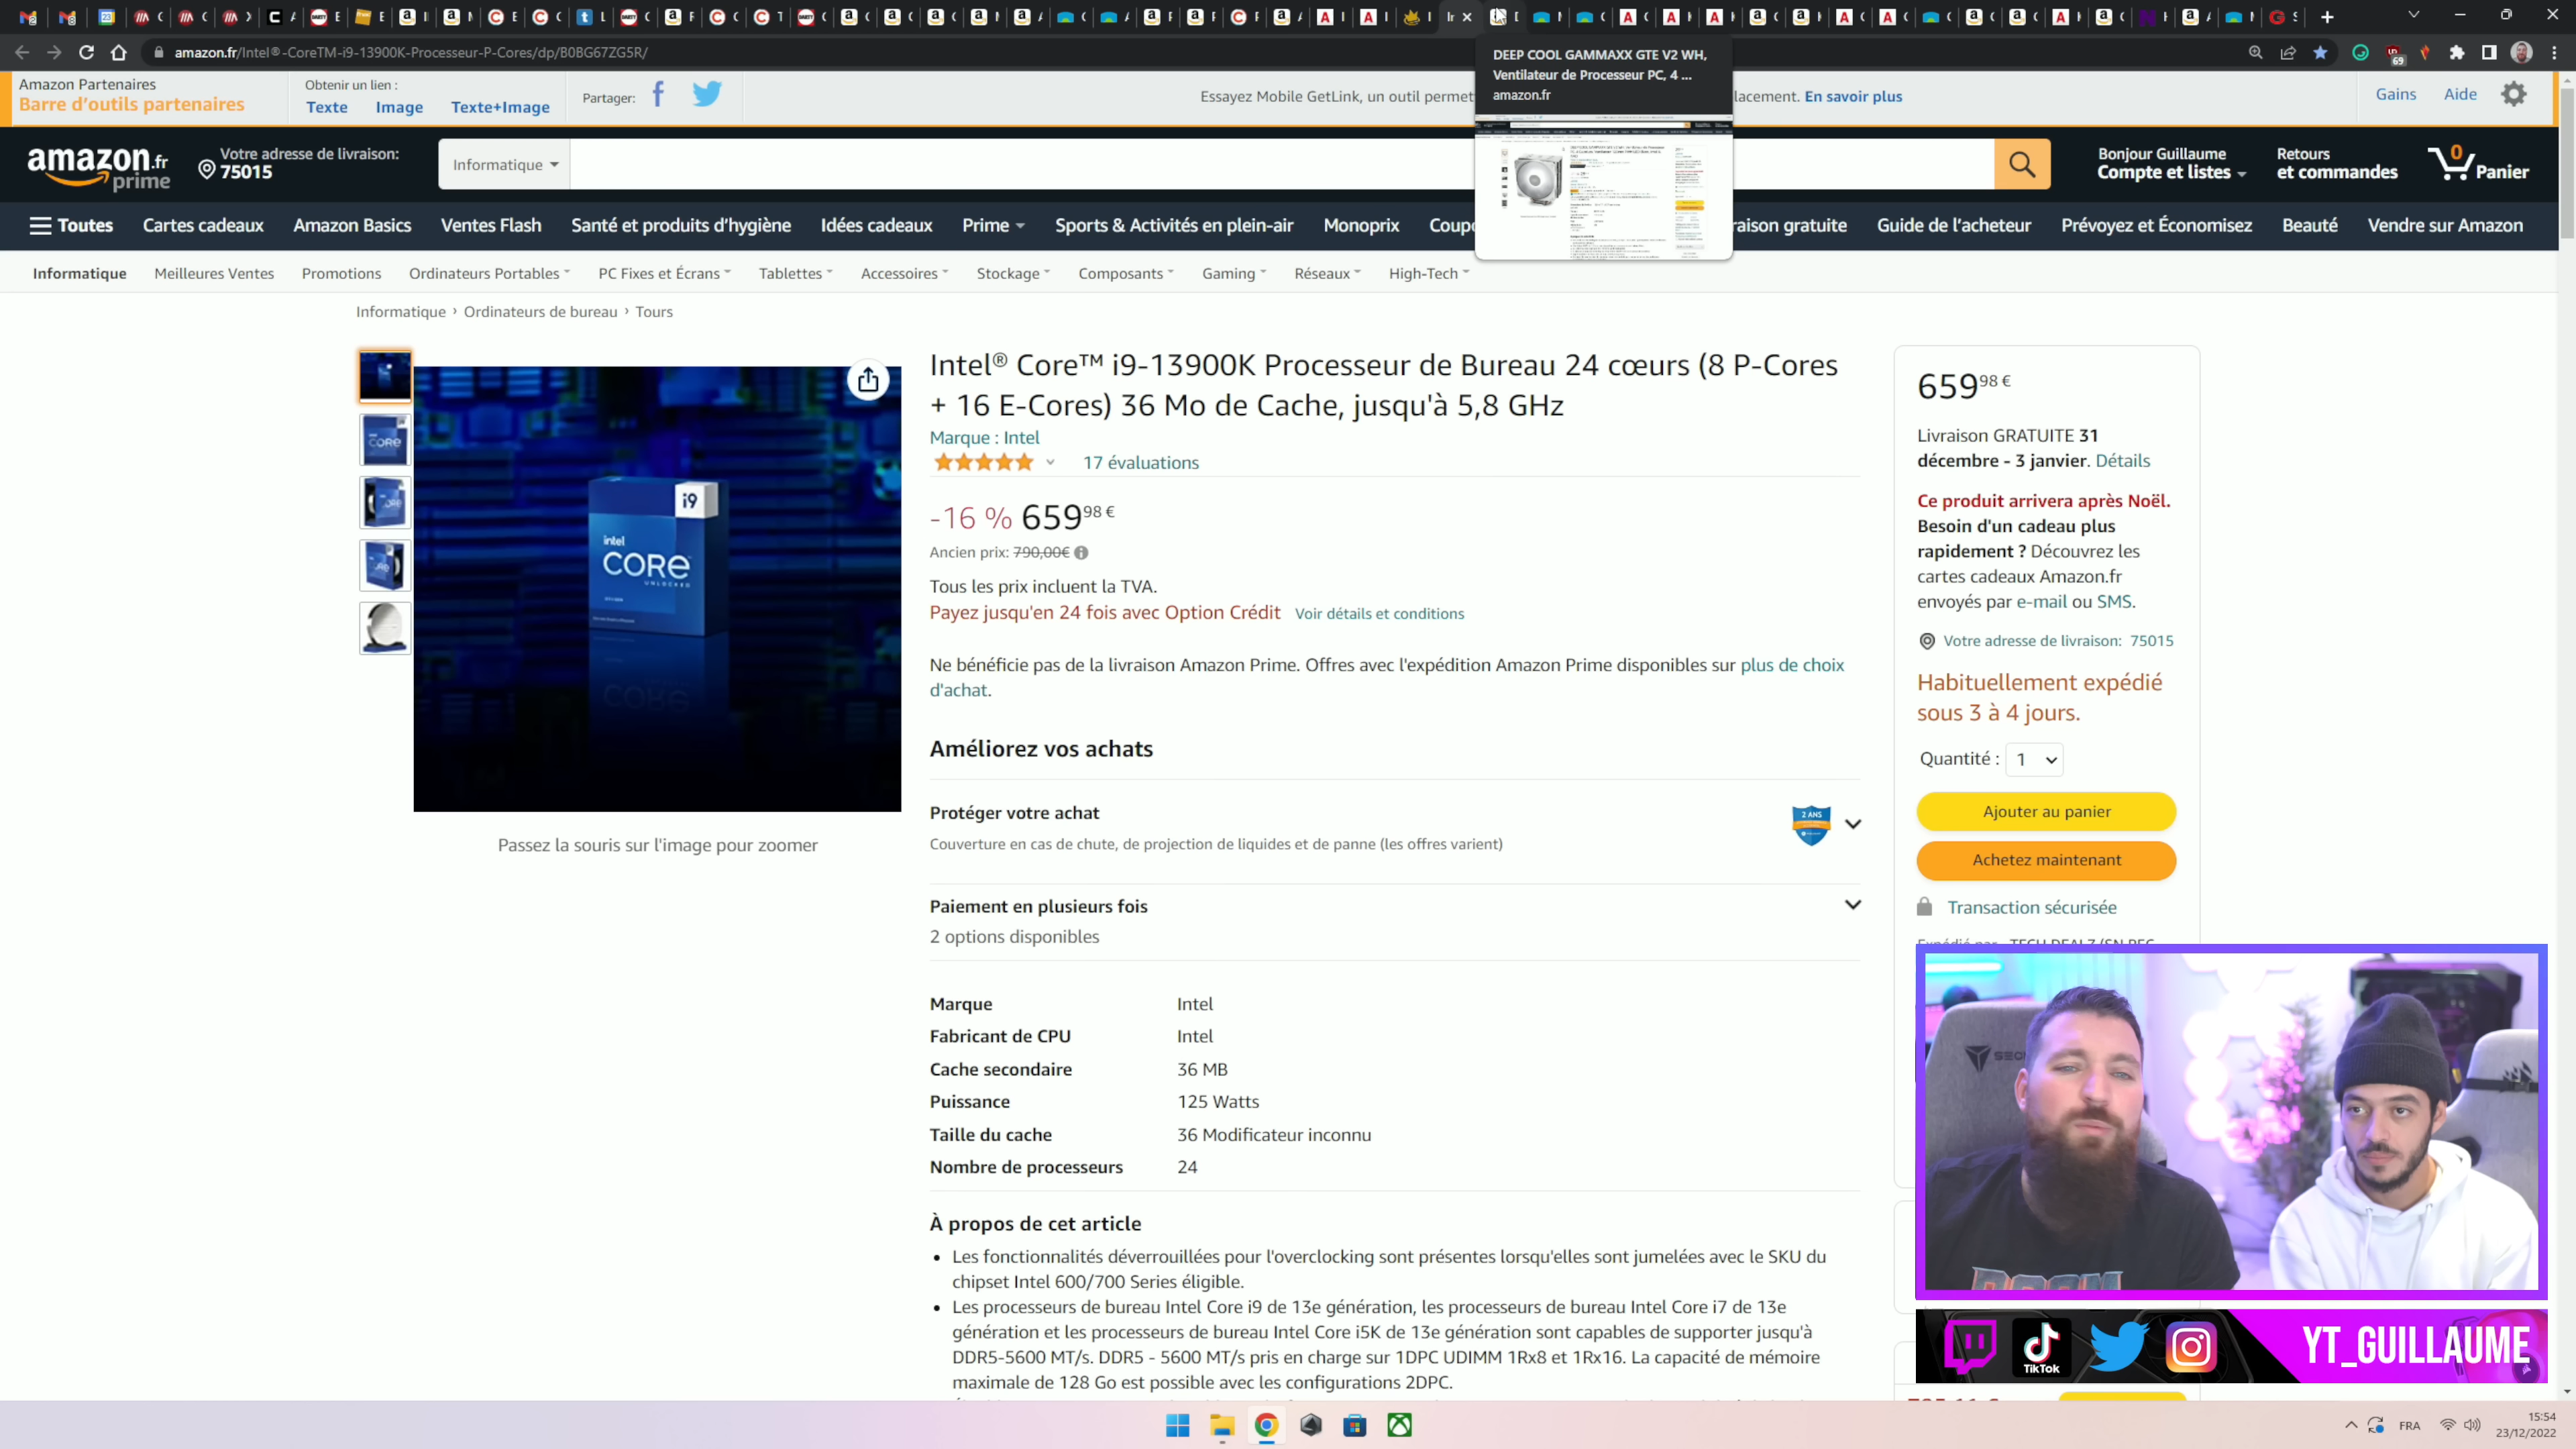 amazon.fr/Intel®-CoreTM-i9-13900K-Processeur-P-Cores/dp/B0BG67ZG5R/
69
DEEP COOL GAMMAXX GTE V2 WH,
Ventilateur de Processeur PC, 4 ...
amazon.fr
Amazon Partenaires
Barre d'outils partenaires
Obtenir un lien :
Texte Image Texte+Image
Partager:
Essayez Mobile GetLink, un outil permet
lacement. En savoir plus
Gains Aide
amazon.fr
prime
Votre adresse de livraison:
75015
Informatique
Bonjour Guillaume
Compte et listes
Retours
et commandes
0
Panier
Toutes Cartes cadeaux Amazon Basics Ventes Flash Santé et produits d'hygiène Idées cadeaux Prime Sports & Activités en plein-air Monoprix Coup raison gratuite Guide de l'acheteur Prévoyez et Économisez Beauté Vendre sur Amazon
Informatique Meilleures Ventes Promotions Ordinateurs Portables PC Fixes et Écrans Tablettes Accessoires Stockage Composants Gaming Réseaux High-Tech
Informatique › Ordinateurs de bureau › Tours
i9
intel
CORE
UNLOCKED
Passez la souris sur l'image pour zoomer
Intel® Core™ i9-13900K Processeur de Bureau 24 cœurs (8 P-Cores
+ 16 E-Cores) 36 Mo de Cache, jusqu'à 5,8 GHz
Marque : Intel
17 évaluations
-16 % 659,98 €
Ancien prix: 790,00€
Tous les prix incluent la TVA.
Payez jusqu'en 24 fois avec Option Crédit Voir détails et conditions
Ne bénéficie pas de la livraison Amazon Prime. Offres avec l'expédition Amazon Prime disponibles sur plus de choix
d'achat.
Améliorez vos achats
Protéger votre achat
Couverture en cas de chute, de projection de liquides et de panne (les offres varient)
2 ANS
Paiement en plusieurs fois
2 options disponibles
Marque Intel
Fabricant de CPU Intel
Cache secondaire 36 MB
Puissance 125 Watts
Taille du cache 36 Modificateur inconnu
Nombre de processeurs 24
À propos de cet article
• Les fonctionnalités déverrouillées pour l'overclocking sont présentes lorsqu'elles sont jumelées avec le SKU du
chipset Intel 600/700 Series éligible.
• Les processeurs de bureau Intel Core i9 de 13e génération, les processeurs de bureau Intel Core i7 de 13e
génération et les processeurs de bureau Intel Core i5K de 13e génération sont capables de supporter jusqu'à
DDR5-5600 MT/s. DDR5 - 5600 MT/s pris en charge sur 1DPC UDIMM 1Rx8 et 1Rx16. La capacité de mémoire
maximale de 128 Go est possible avec les configurations 2DPC.
659 98 €
Livraison GRATUITE 31
décembre - 3 janvier. Détails
Ce produit arrivera après Noël.
Besoin d'un cadeau plus
rapidement ? Découvrez les
cartes cadeaux Amazon.fr
envoyés par e-mail ou SMS.
Votre adresse de livraison: 75015
Habituellement expédié
sous 3 à 4 jours.
Quantité : 1
Ajouter au panier
Achetez maintenant
Transaction sécurisée
TikTok
YT_GUILLAUME
FRA
15:54
23/12/2022